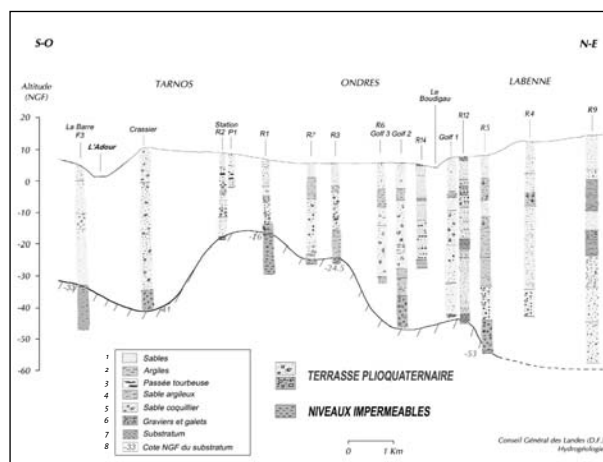 S-O
N-E
Altitude
(NGF)
TARNOS
ONDRES
LABENNE
La Barre
F3
L'Adour
Crassier
Station
R2 P1
R1
R7
R3
R6
Golf 3
Golf 2
R14
Le
Boudigau
Golf 1
R12
R5
R4
R9
20
10
0
-10
-20
-30
-40
-50
-60
-33
-41
-16
-24.5
-53
1 Sables
2 Argiles
3 Passée tourbeuse
4 Sable argileux
5 Sable coquillier
6 Graviers et galets
7 Substratum
8 -33 Cote NGF du substratum
TERRASSE PLIOQUATERNAIRE
NIVEAUX IMPERMEABLES
0 1 Km
Conseil Général des Landes (D.F.
Hydrogéologie